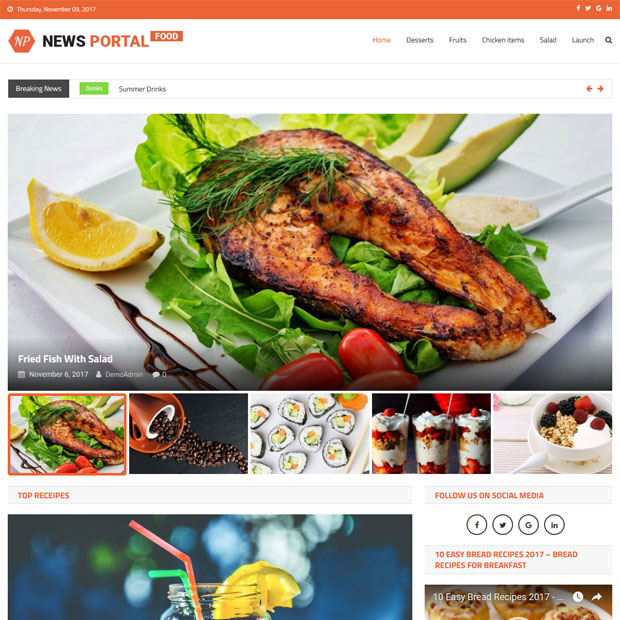 Thursday, November 09, 2017
NP NEWS PORTAL FOOD
Home Desserts Fruits Chicken items Salad Launch
Breaking News Drinks Summer Drinks
Fried Fish With Salad
November 6, 2017 DemoAdmin 0
TOP RECEIPES
FOLLOW US ON SOCIAL MEDIA
10 EASY BREAD RECIPES 2017 – BREAD
RECIPES FOR BREAKFAST
10 Easy Bread Recipes 2017 - ...